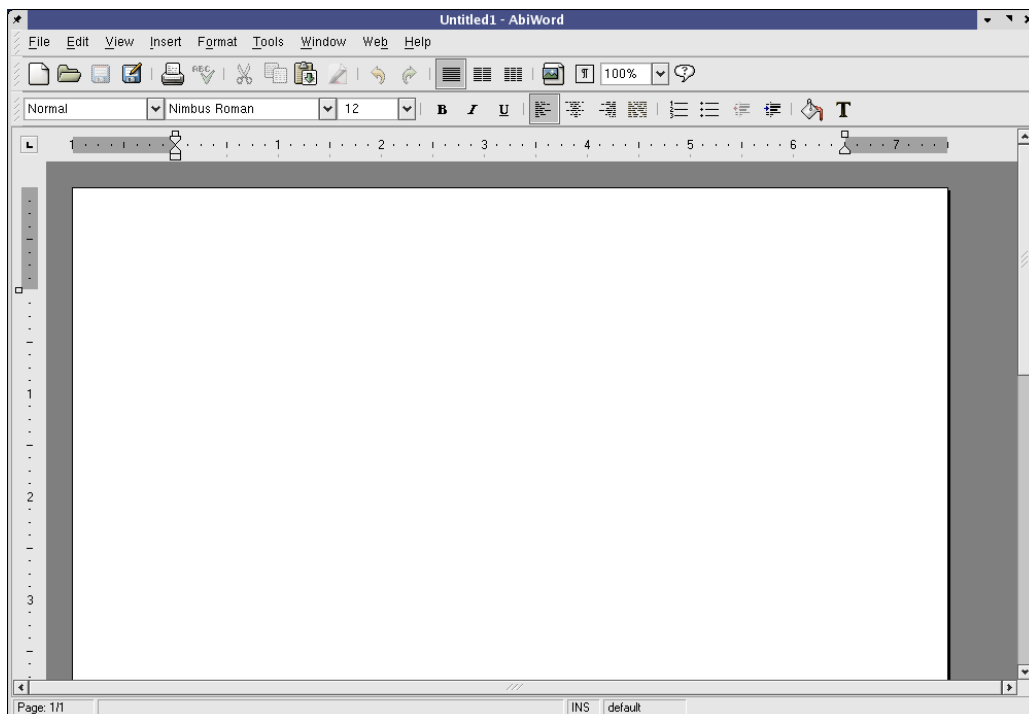 Untitled1 - AbiWord
File Edit View Insert Format Tools Window Web Help
ABC ¶ 100% ?
Normal Nimbus Roman 12 B I U T
L 1 1 2 3 4 5 6 7
1
2
3
Page: 1/1 INS default